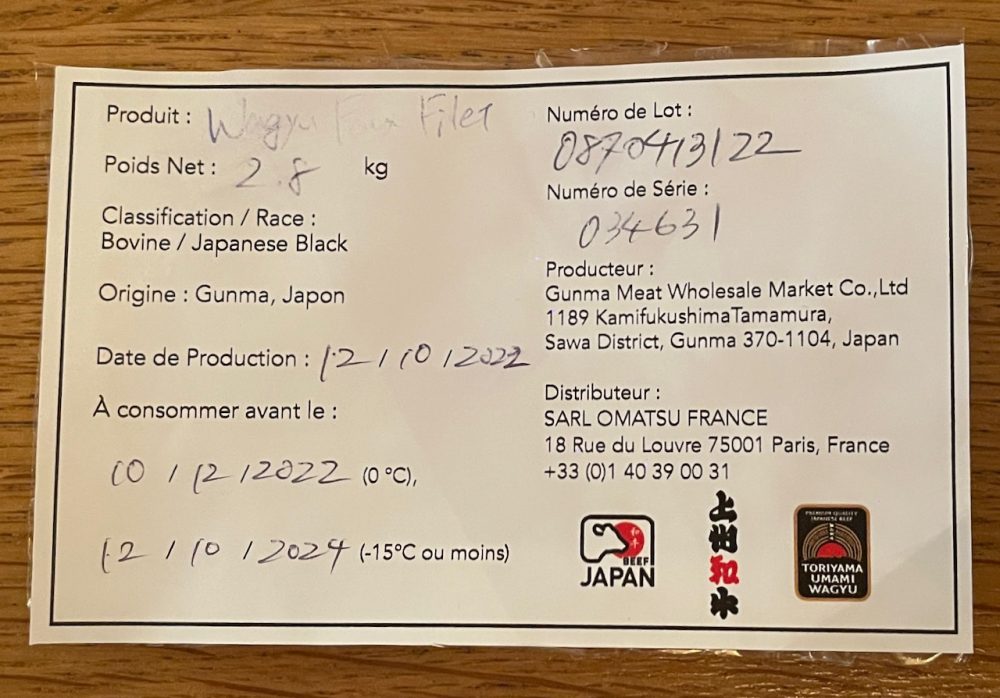 Produit : Wagyu Faux Filet
Poids Net : 2.8 kg
Classification / Race :
Bovine / Japanese Black
Origine : Gunma, Japon
Date de Production : 12 / 10 / 2022
À consommer avant le :
10 / 12 / 2022 (0 °C),
12 / 10 / 2024 (-15°C ou moins)
Numéro de Lot :
0870413122
Numéro de Série :
034631
Producteur :
Gunma Meat Wholesale Market Co.,Ltd
1189 KamifukushimaTamamura,
Sawa District, Gunma 370-1104, Japan
Distributeur :
SARL OMATSU FRANCE
18 Rue du Louvre 75001 Paris, France
+33 (0)1 40 39 00 31
和牛
BEEF
JAPAN
上州和牛
PREMIUM QUALITY
JAPANESE BEEF
TORIYAMA
UMAMI
WAGYU